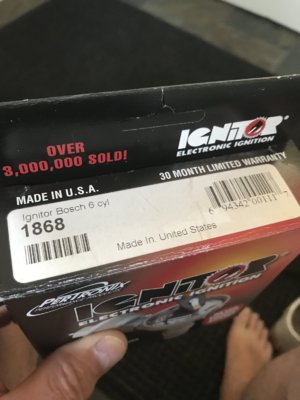 IGNITOR
ELECTRONIC IGNITION
OVER
3,000,000 SOLD!
30 MONTH LIMITED WARRANTY
MADE IN U.S.A.
Ignitor Bosch 6 cyl
1868
Made In: United States
PERTRONIX
IGNITOR
ELECTRONIC IGNITION